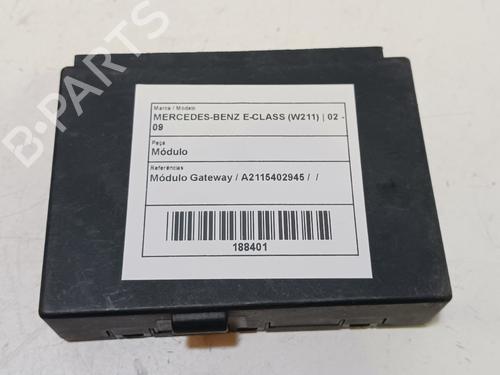 Marca / Modelo
MERCEDES-BENZ E-CLASS (W211) | 02 -
09
Peça
Módulo
Referências
Módulo Gateway / A2115402945 / /
188401
B-PARTS